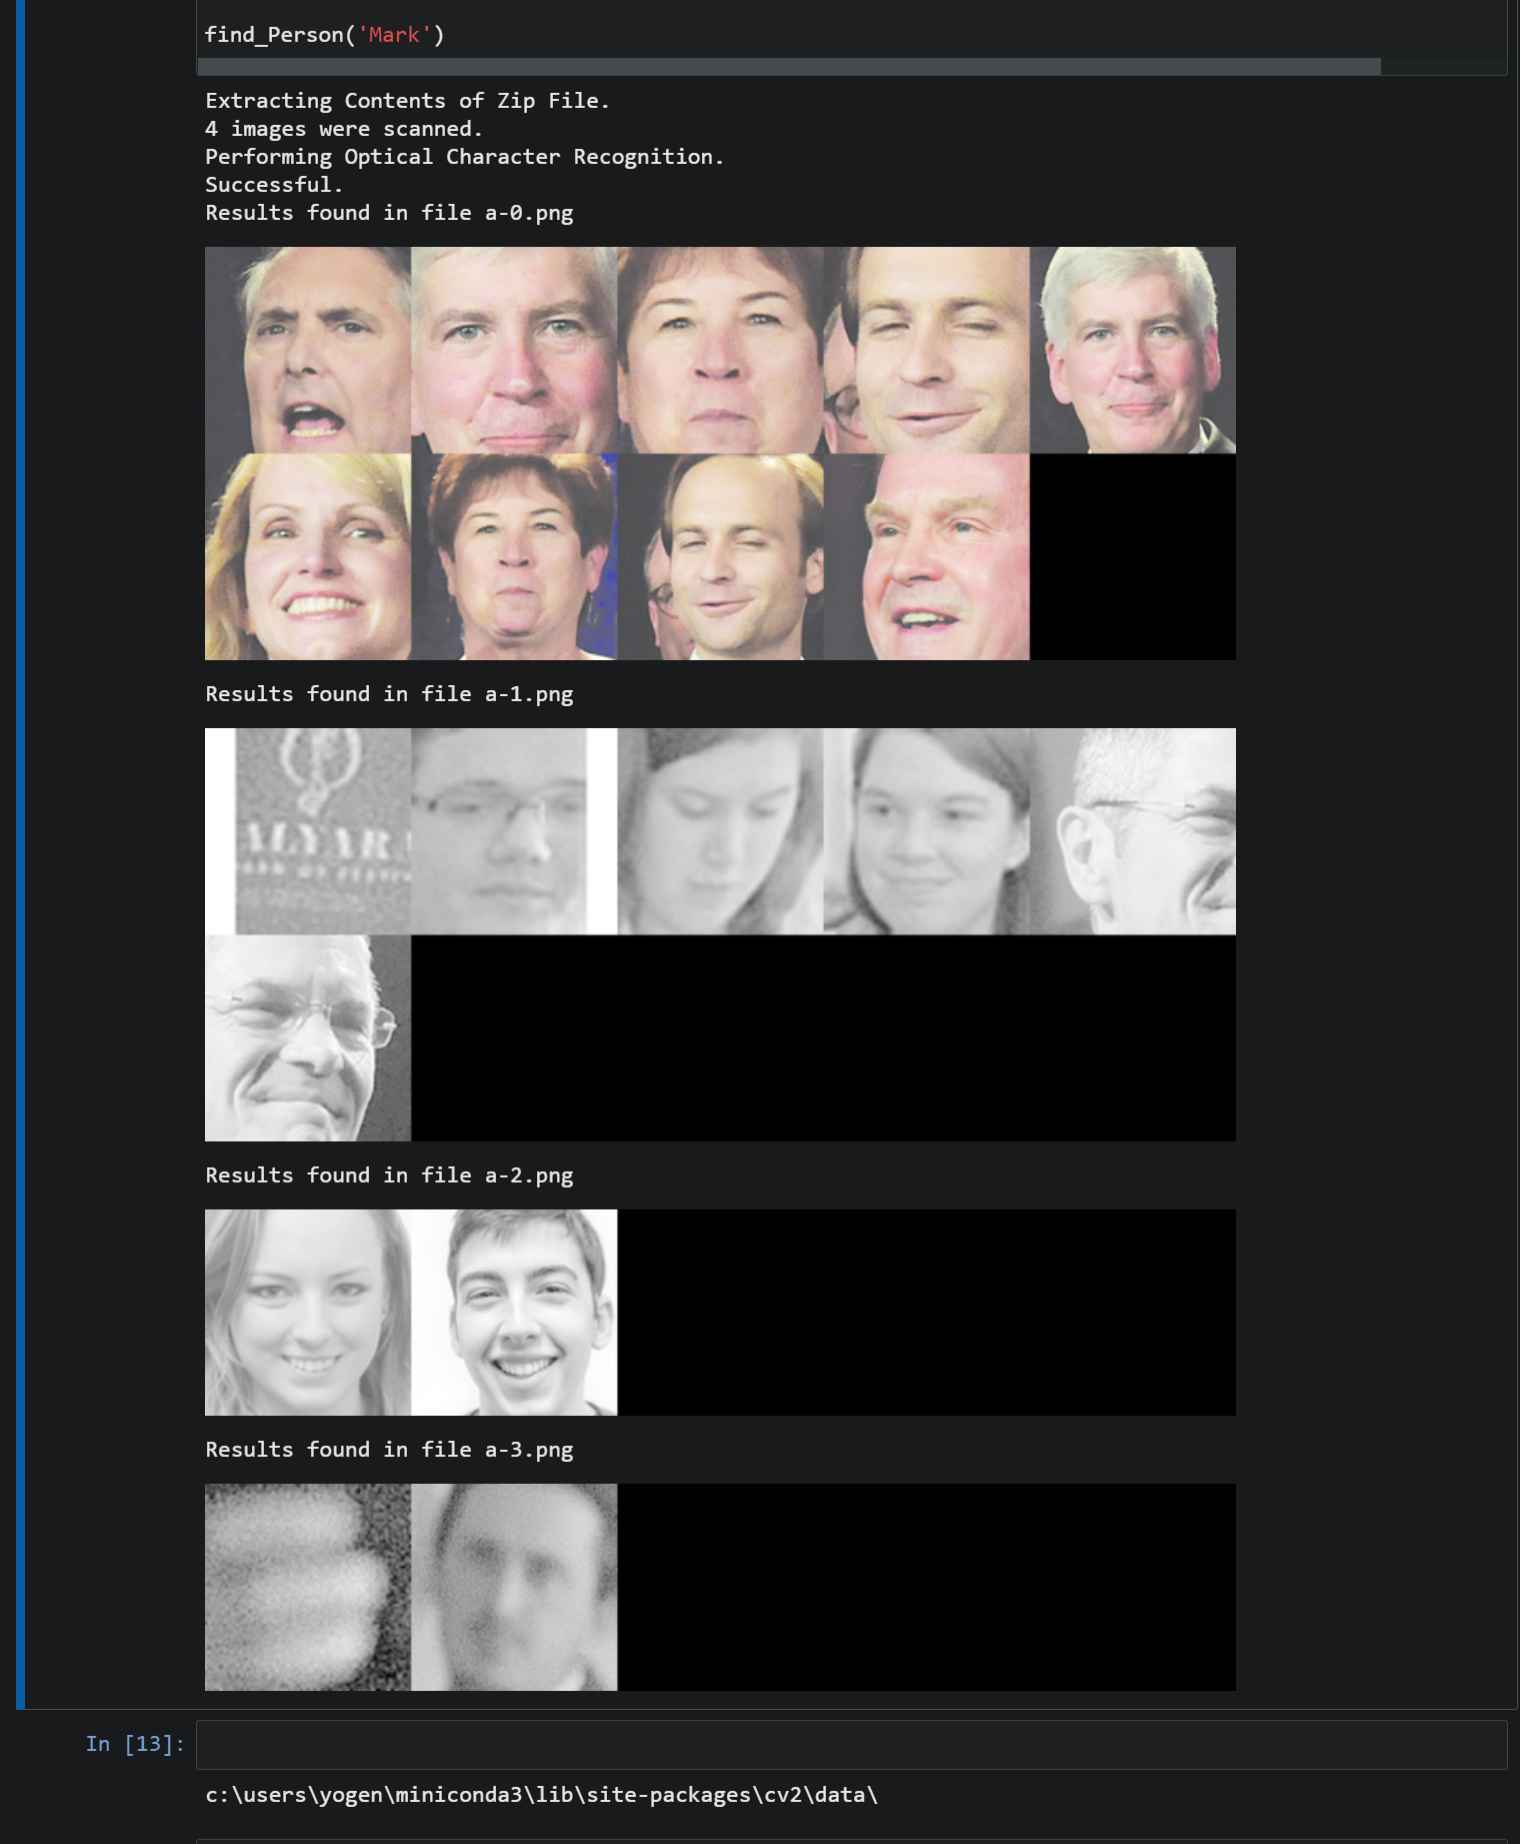 find_Person('Mark')
Extracting Contents of Zip File.
4 images were scanned.
Performing Optical Character Recognition.
Successful.
Results found in file a-0.png
Results found in file a-1.png
Results found in file a-2.png
Results found in file a-3.png
In [13]:
c:\users\yogen\miniconda3\lib\site-packages\cv2\data\